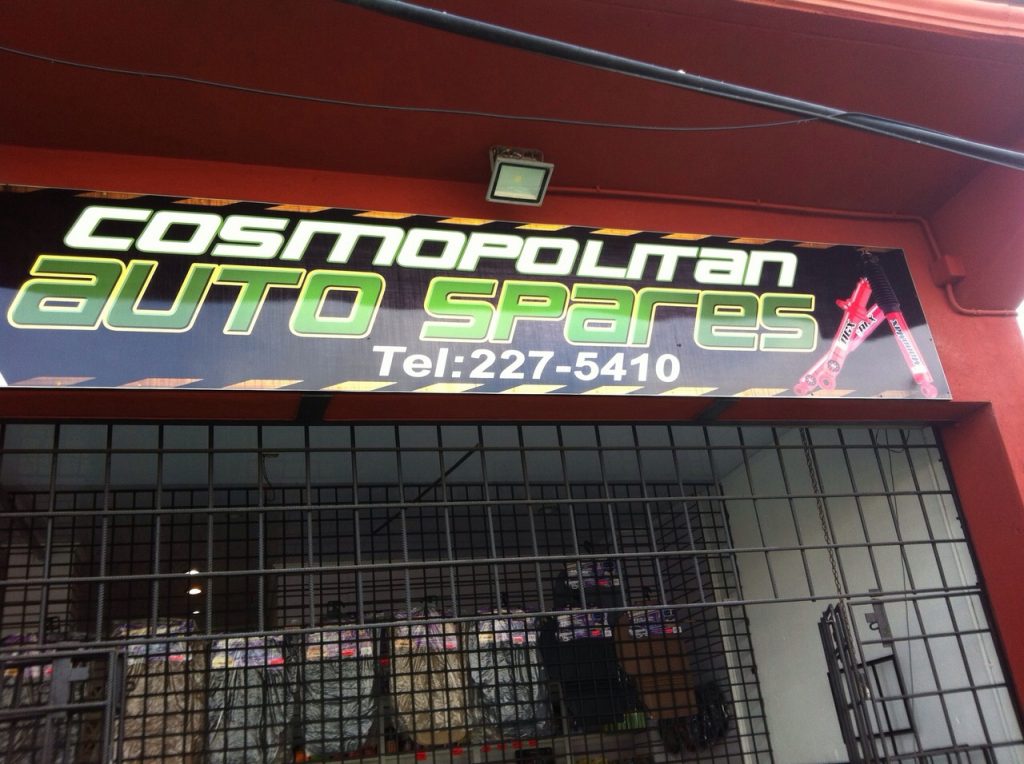 COSMOPOLITAN
AUTO SPARES
Tel:227-5410